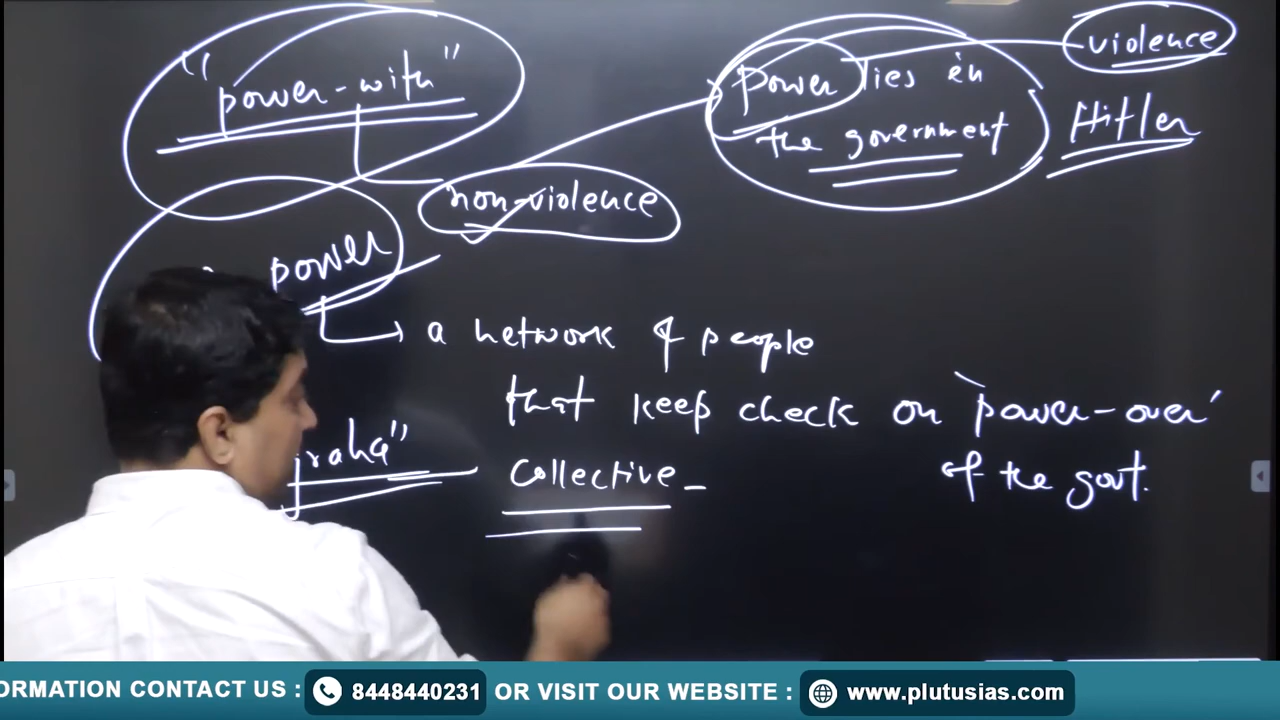 "power-with"
non-violence
power lies in
the government
violence
Hitler
power
a network of people
that keep check on 'power-over'
of the govt.
graha"
Collective -
ORMATION CONTACT US : 8448440231 OR VISIT OUR WEBSITE : www.plutusias.com